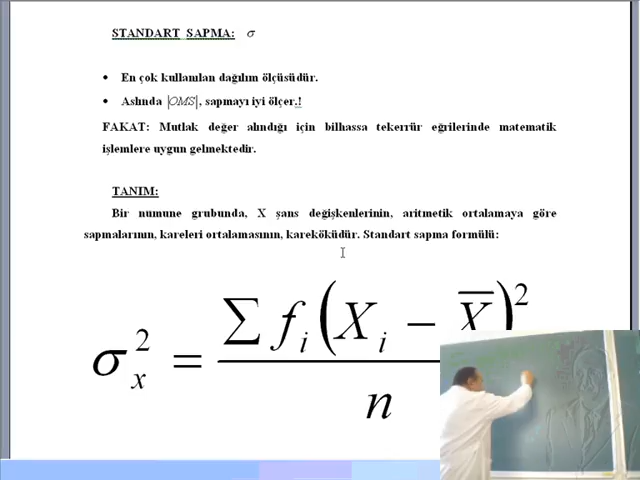 STANDART SAPMA: σ
• En çok kullanılan dağılım ölçüsüdür.
• Aslında |OMS|, sapmayı iyi ölçer.!
FAKAT: Mutlak değer alındığı için bilhassa tekerrür eğrilerinde matematik
işlemlere uygun gelmektedir.
TANIM:
Bir numune grubunda, X şans değişkenlerinin, aritmetik ortalamaya göre
sapmalarının, kareleri ortalamasının, kareköküdür. Standart sapma formülü:
σₓ² = ∑ fᵢ (Xᵢ − X̅)² / n